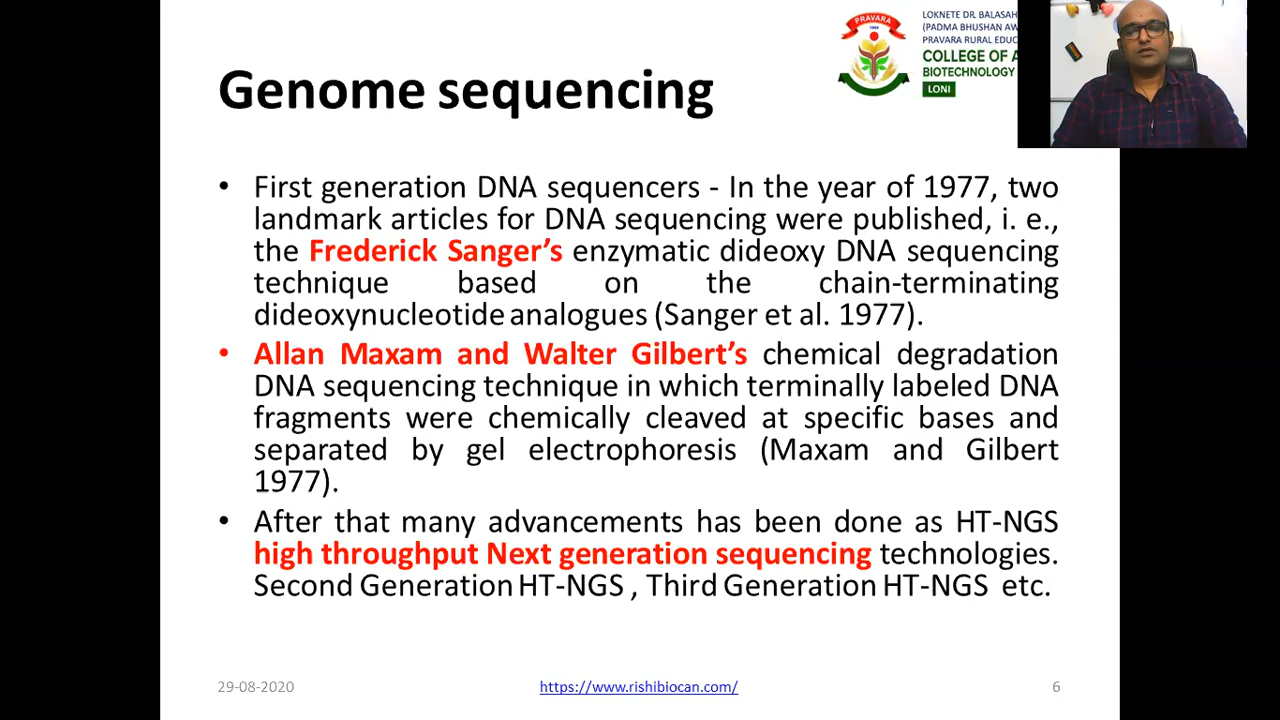 LOKNETE DR. BALASAH
(PADMA BHUSHAN AW
PRAVARA RURAL EDUC
COLLEGE OF A
BIOTECHNOLOGY
LONI
PRAVARA
Genome sequencing
• First generation DNA sequencers - In the year of 1977, two
landmark articles for DNA sequencing were published, i. e.,
the Frederick Sanger’s enzymatic dideoxy DNA sequencing
technique based on the chain-terminating
dideoxynucleotide analogues (Sanger et al. 1977).
• Allan Maxam and Walter Gilbert’s chemical degradation
DNA sequencing technique in which terminally labeled DNA
fragments were chemically cleaved at specific bases and
separated by gel electrophoresis (Maxam and Gilbert
1977).
• After that many advancements has been done as HT-NGS
high throughput Next generation sequencing technologies.
Second Generation HT-NGS , Third Generation HT-NGS etc.
29-08-2020
https://www.rishibiocan.com/
6